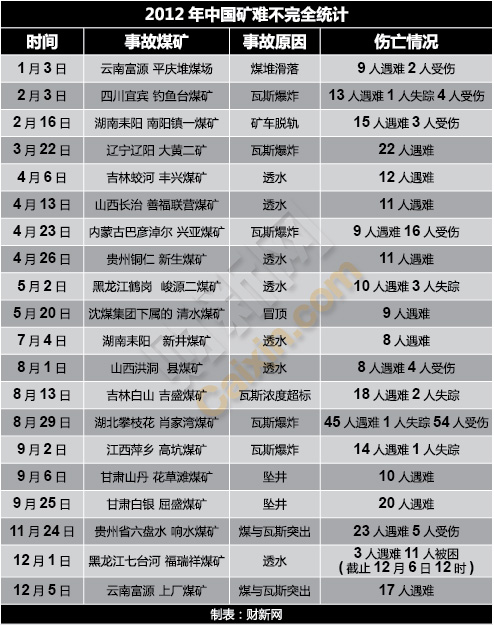 2012 年中国矿难不完全统计
时间 事故煤矿 事故原因 伤亡情况
1 月 3 日 云南富源 平庆堆煤场 煤堆滑落 9 人遇难 2 人受伤
2 月 3 日 四川宜宾 钓鱼台煤矿 瓦斯爆炸 13 人遇难 1 人失踪 4 人受伤
2 月 16 日 湖南耒阳 南阳镇一煤矿 矿车脱轨 15 人遇难 3 人受伤
3 月 22 日 辽宁辽阳 大黄二矿 瓦斯爆炸 22 人遇难
4 月 6 日 吉林蛟河 丰兴煤矿 透水 12 人遇难
4 月 13 日 山西长治 善福联营煤矿 透水 11 人遇难
4 月 23 日 内蒙古巴彦淖尔 兴亚煤矿 瓦斯爆炸 9 人遇难 16 人受伤
4 月 26 日 贵州铜仁 新生煤矿 透水 11 人遇难
5 月 2 日 黑龙江鹤岗 峻源二煤矿 透水 10 人遇难 3 人失踪
5 月 20 日 沈煤集团下属的 清水煤矿 冒顶 9 人遇难
7 月 4 日 湖南耒阳 新井煤矿 透水 8 人遇难
8 月 1 日 山西洪洞 县煤矿 透水 8 人遇难 4 人受伤
8 月 13 日 吉林白山 吉盛煤矿 瓦斯浓度超标 18 人遇难 2 人失踪
8 月 29 日 湖北攀枝花 肖家湾煤矿 瓦斯爆炸 45 人遇难 1 人失踪 54 人受伤
9 月 2 日 江西萍乡 高坑煤矿 瓦斯爆炸 14 人遇难 1 人失踪
9 月 6 日 甘肃山丹 花草滩煤矿 坠井 10 人遇难
9 月 25 日 甘肃白银 屈盛煤矿 坠井 20 人遇难
11 月 24 日 贵州省六盘水 响水煤矿 煤与瓦斯突出 23 人遇难 5 人受伤
12 月 1 日 黑龙江七台河 福瑞祥煤矿 透水 3 人遇难 11 人被困
( 截止 12 月 6 日 12 时 )
12 月 5 日 云南富源 上厂煤矿 煤与瓦斯突出 17 人遇难
制表：财新网
财新网
Caixin.com